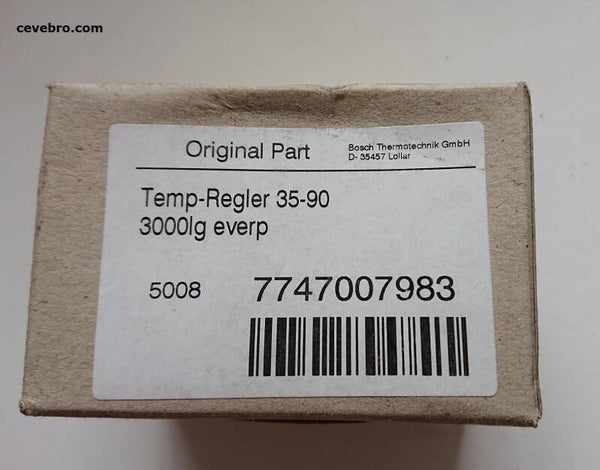 cevebro.com
Original Part
Bosch Thermotechnik GmbH
D- 35457 Lollar
Temp-Regler 35-90
3000lg everp
5008 7747007983